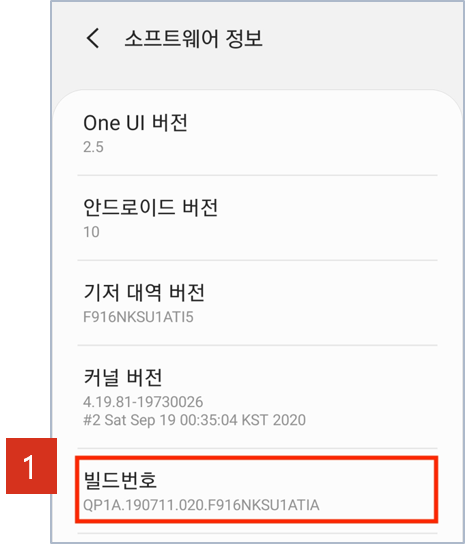 소프트웨어 정보
One UI 버전
2.5
안드로이드 버전
10
기저 대역 버전
F916NKSU1ATI5
커널 버전
4.19.81-19730026
#2 Sat Sep 19 00:35:04 KST 2020
1
빌드번호
QP1A.190711.020.F916NKSU1ATIA